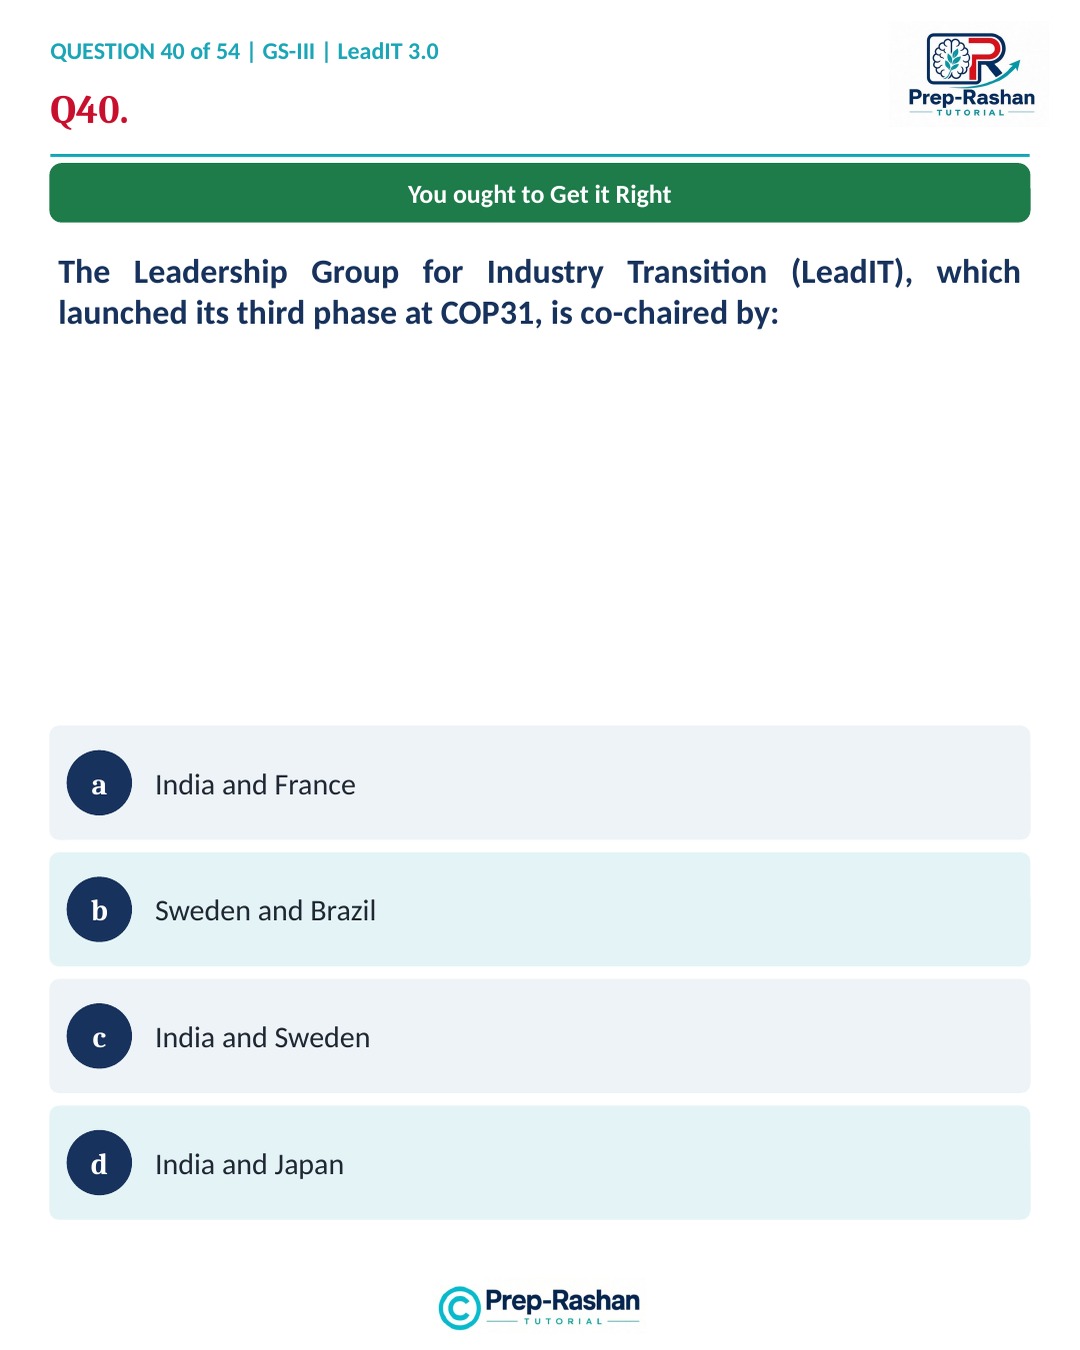 QUESTION 40 of 54 | GS-III | LeadIT 3.0
Prep-Rashan
TUTORIAL
Q40.
You ought to Get it Right
The Leadership Group for Industry Transition (LeadIT), which
launched its third phase at COP31, is co-chaired by:
a India and France
b Sweden and Brazil
c India and Sweden
d India and Japan
© Prep-Rashan
TUTORIAL